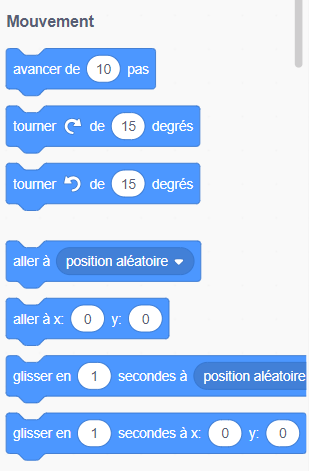 Mouvement
avancer de 10 pas
tourner de 15 degrés
tourner de 15 degrés
aller à position aléatoire
aller à x: 0 y: 0
glisser en 1 secondes à position aléatoire
glisser en 1 secondes à x: 0 y: 0